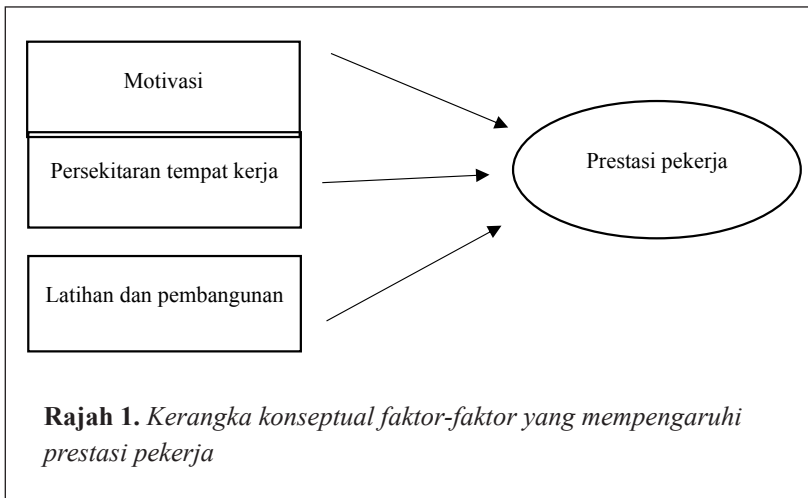 Motivasi
Persekitaran tempat kerja
Prestasi pekerja
Latihan dan pembangunan
Rajah 1. Kerangka konseptual faktor-faktor yang mempengaruhi
prestasi pekerja